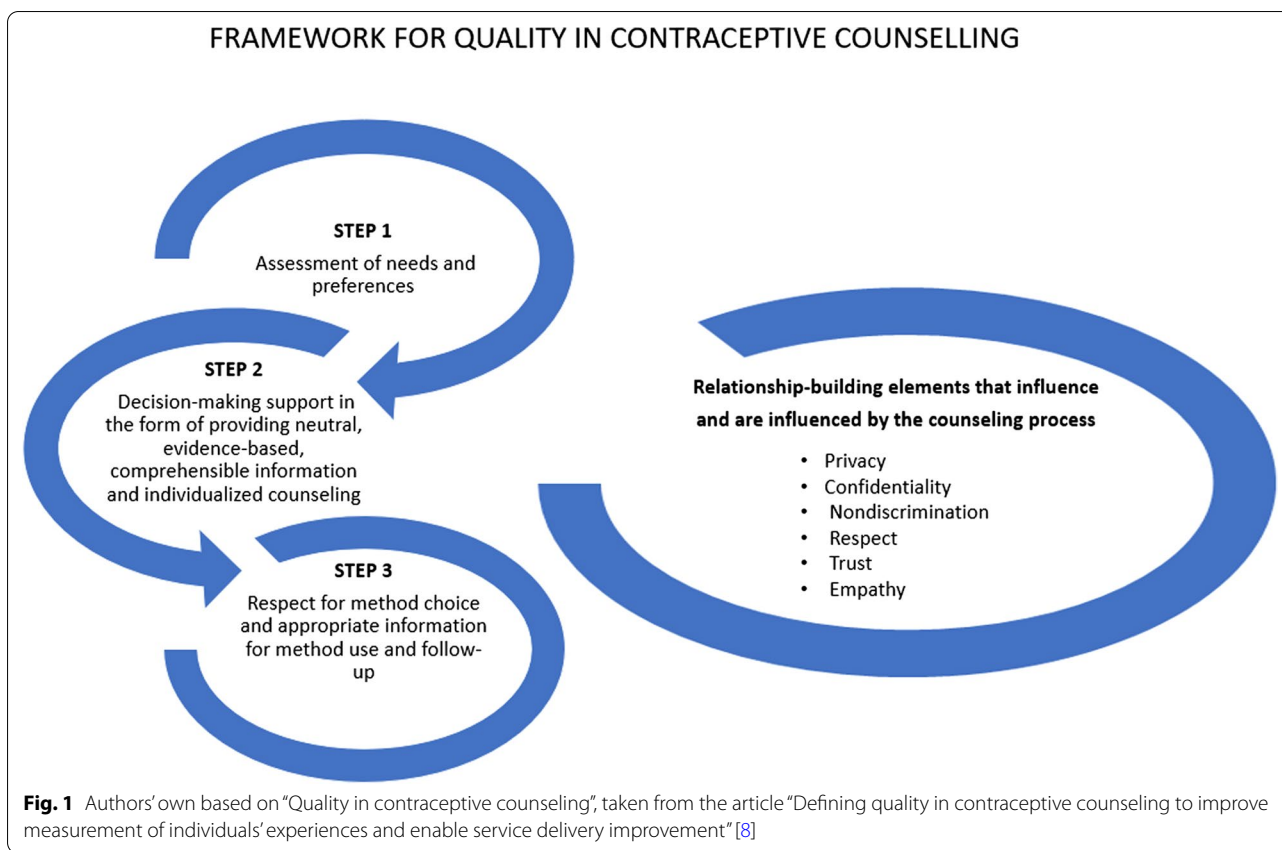 FRAMEWORK FOR QUALITY IN CONTRACEPTIVE COUNSELLING
STEP 1
Assessment of needs and
preferences
STEP 2
Decision-making support in
the form of providing neutral,
evidence-based,
comprehensible information
and individualized counseling
STEP 3
Respect for method choice
and appropriate information
for method use and follow-
up
Relationship-building elements that influence
and are influenced by the counseling process
• Privacy
• Confidentiality
• Nondiscrimination
• Respect
• Trust
• Empathy
Fig. 1 Authors’ own based on “Quality in contraceptive counseling”, taken from the article “Defining quality in contraceptive counseling to improve
measurement of individuals’ experiences and enable service delivery improvement” [8]